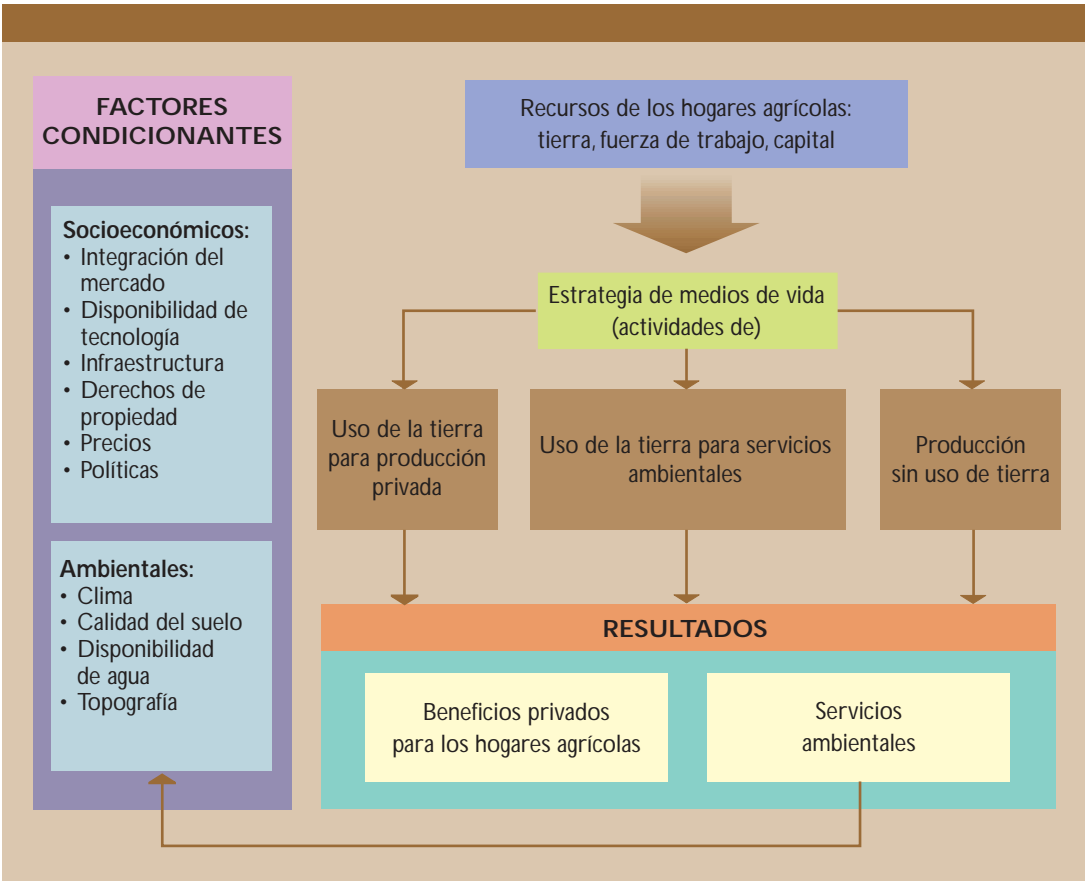 FACTORES
CONDICIONANTES
Socioeconómicos:
• Integración del
mercado
• Disponibilidad de
tecnología
• Infraestructura
• Derechos de
propiedad
• Precios
• Políticas
Ambientales:
• Clima
• Calidad del suelo
• Disponibilidad
de agua
• Topografía
Recursos de los hogares agrícolas:
tierra, fuerza de trabajo, capital
Estrategia de medios de vida
(actividades de)
Uso de la tierra
para producción
privada
Uso de la tierra para servicios
ambientales
Producción
sin uso de tierra
RESULTADOS
Beneficios privados
para los hogares agrícolas
Servicios
ambientales